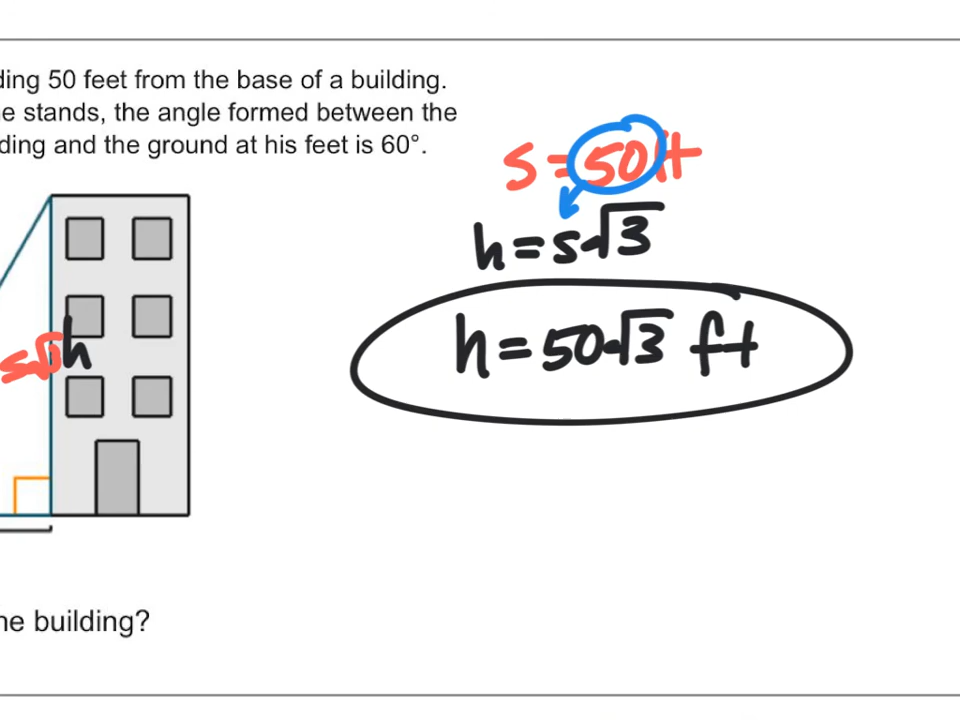 ding 50 feet from the base of a building.
e stands, the angle formed between the
ding and the ground at his feet is 60°.
s = 50 ft
h = s√3
h = 50√3 ft
h
ne building?